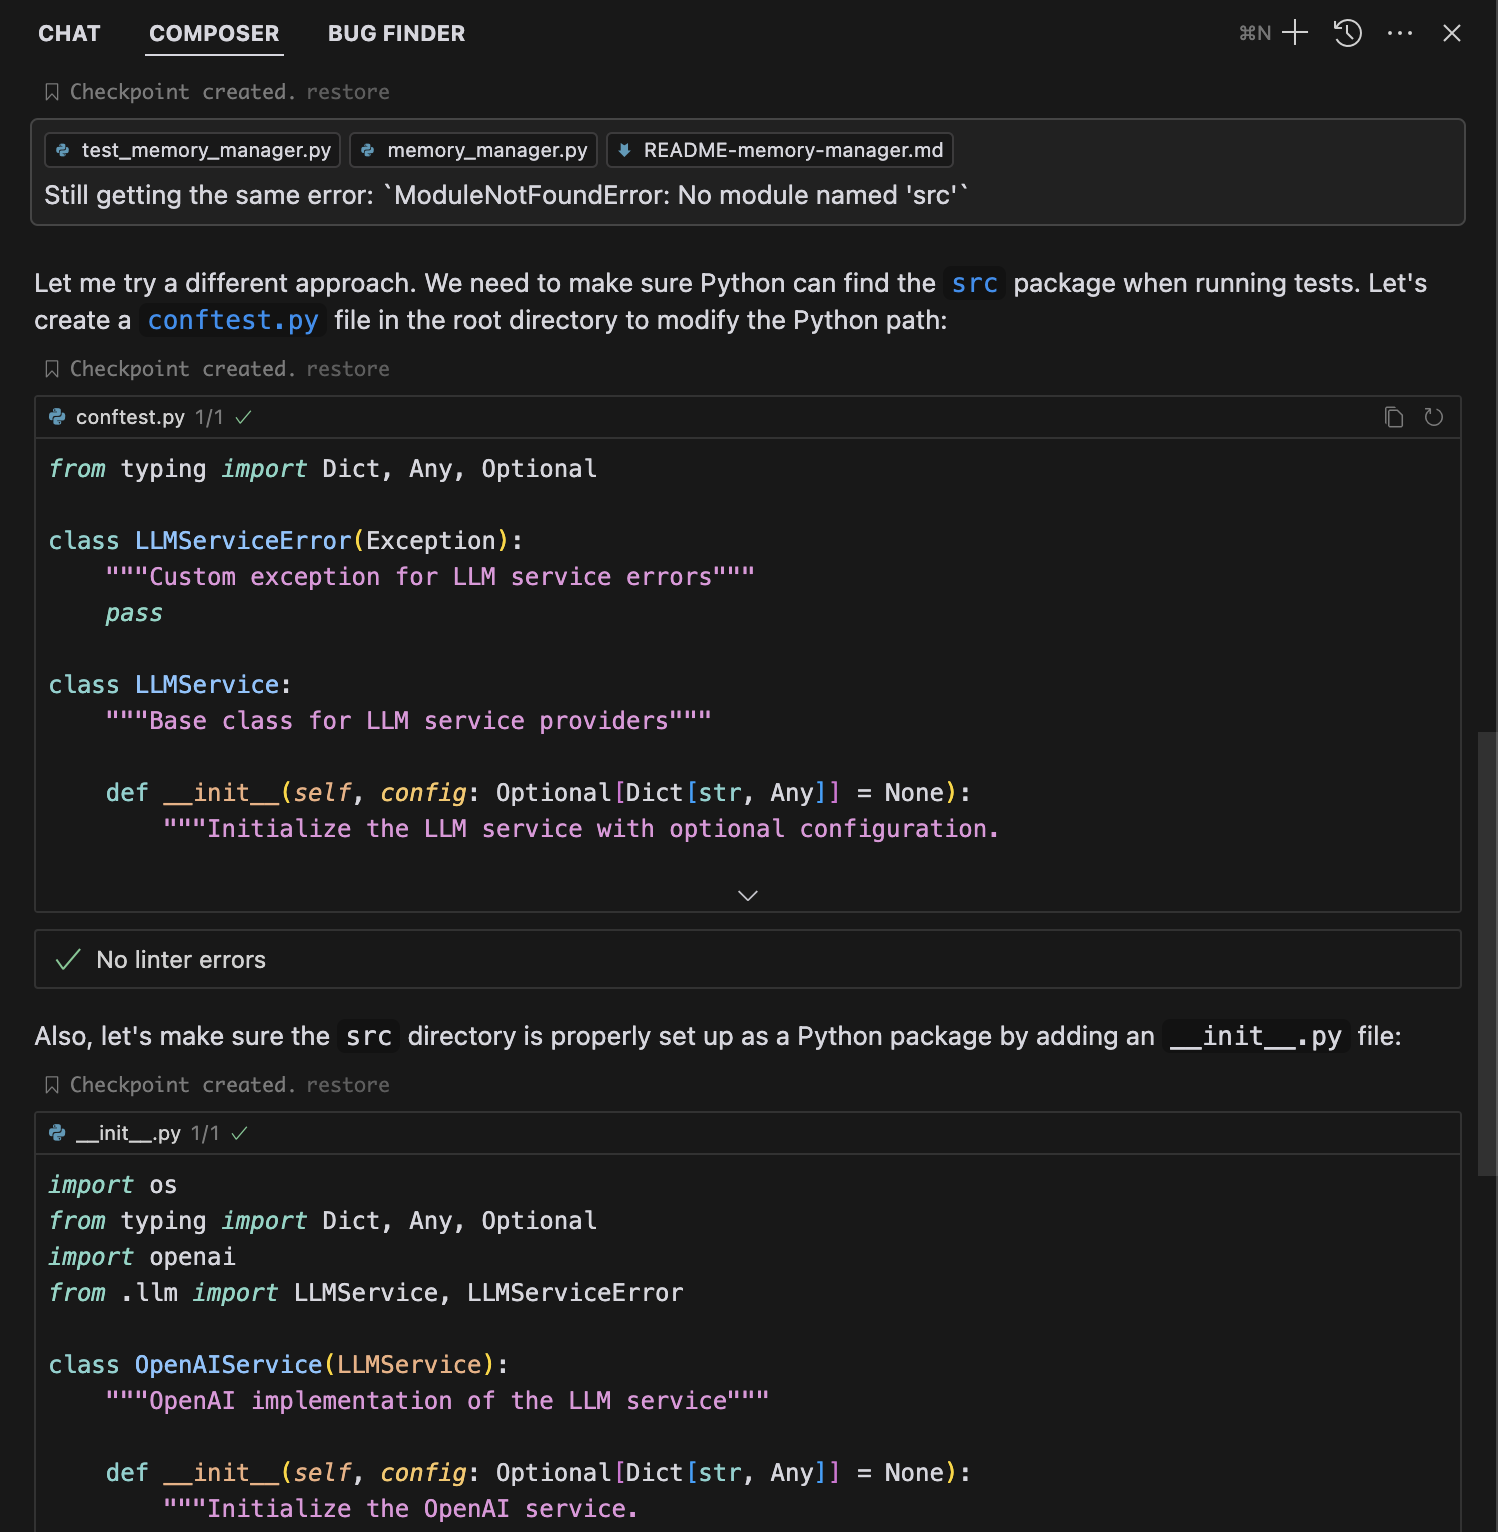 CHAT COMPOSER BUG FINDER ⌘N
Checkpoint created. restore
test_memory_manager.py memory_manager.py README-memory-manager.md
Still getting the same error: `ModuleNotFoundError: No module named 'src'`
Let me try a different approach. We need to make sure Python can find the src package when running tests. Let's
create a conftest.py file in the root directory to modify the Python path:
Checkpoint created. restore
conftest.py 1/1
from typing import Dict, Any, Optional
class LLMServiceError(Exception):
    """Custom exception for LLM service errors"""
    pass
class LLMService:
    """Base class for LLM service providers"""
    def __init__(self, config: Optional[Dict[str, Any]] = None):
        """Initialize the LLM service with optional configuration.
No linter errors
Also, let's make sure the src directory is properly set up as a Python package by adding an __init__.py file:
Checkpoint created. restore
__init__.py 1/1
import os
from typing import Dict, Any, Optional
import openai
from .llm import LLMService, LLMServiceError
class OpenAIService(LLMService):
    """OpenAI implementation of the LLM service"""
    def __init__(self, config: Optional[Dict[str, Any]] = None):
        """Initialize the OpenAI service.